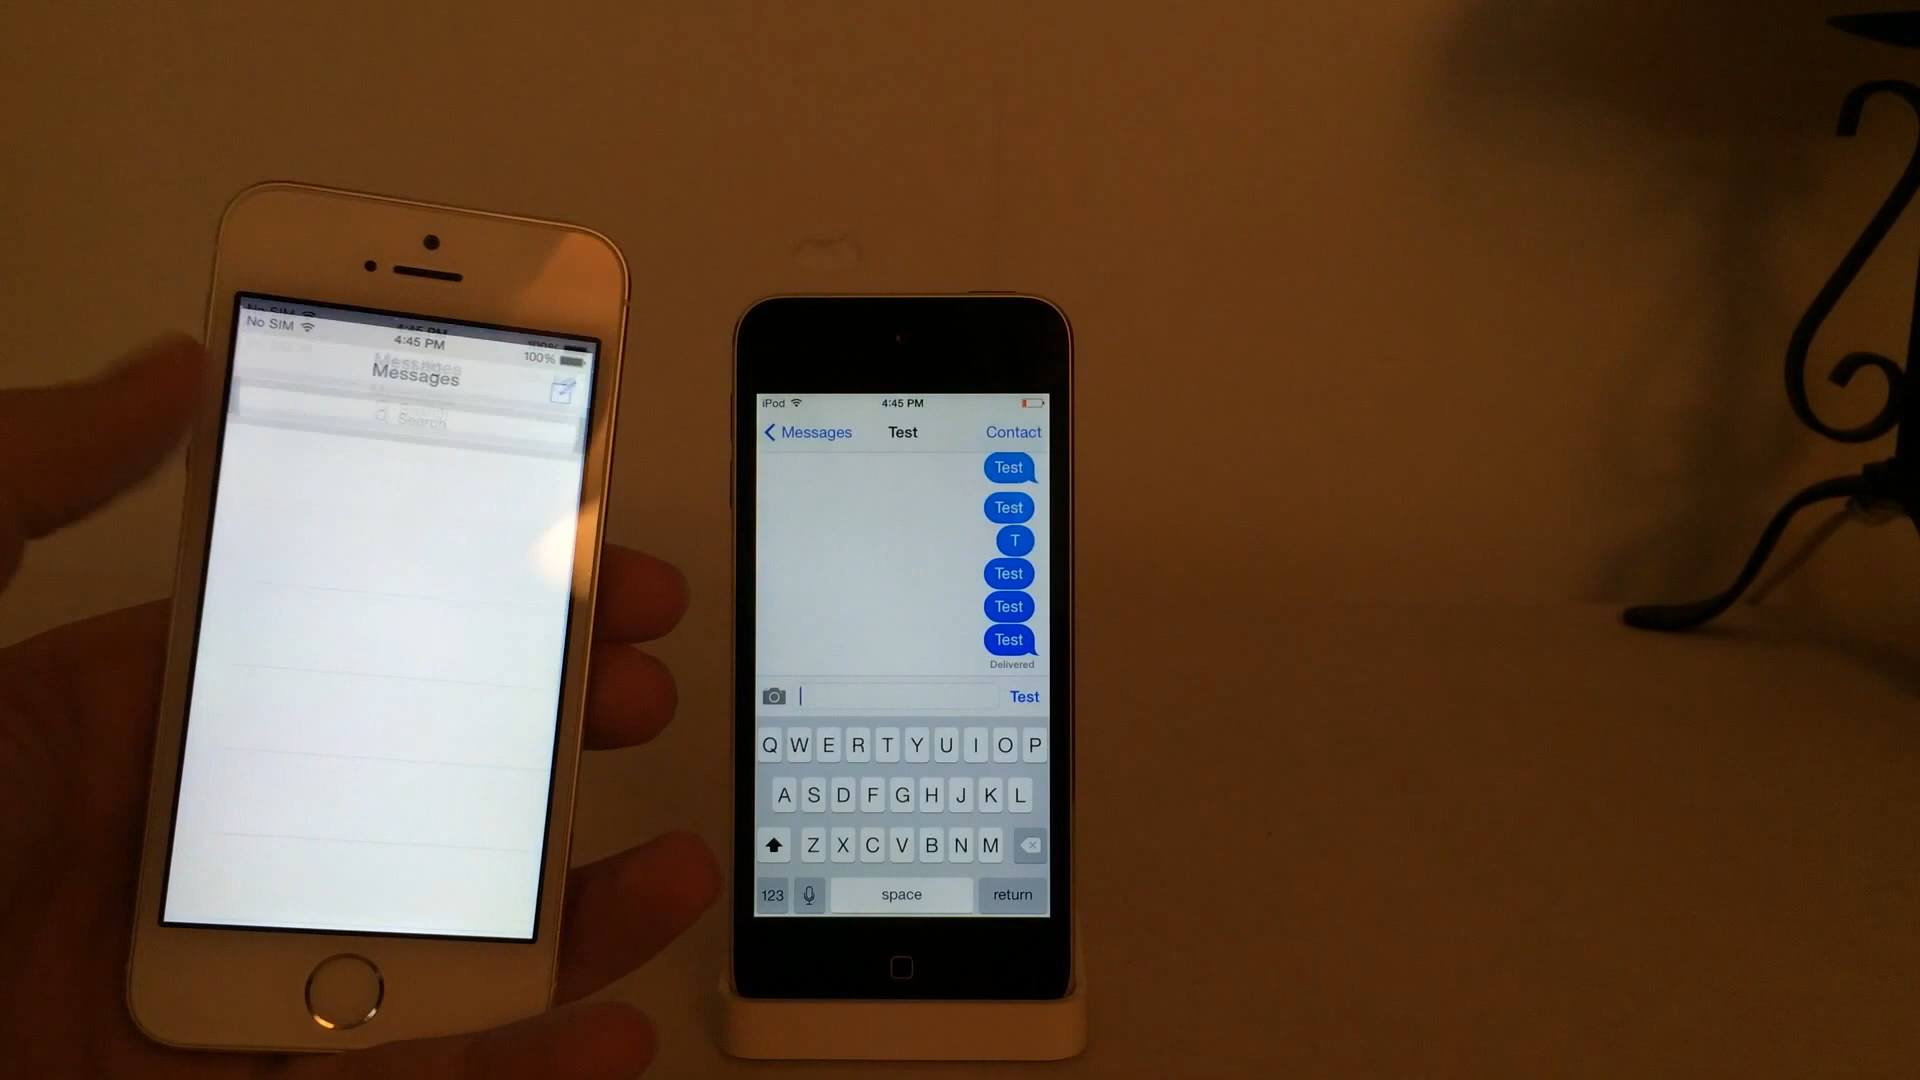 No SIM
4:45 PM
100%
Messages
Search
iPod 4:45 PM
Messages Test Contact
Test
Test
T
Test
Test
Test
Delivered
Test
Q W E R T Y U I O P
A S D F G H J K L
Z X C V B N M
123 space return